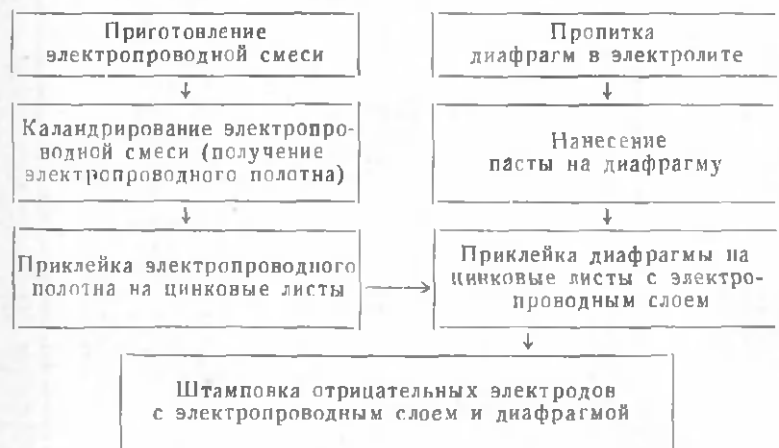 Приготовление
электропроводной смеси
Пропитка
диафрагм в электролите
Каландрирование электропро-
водной смеси (получение
электропроводного полотна)
Нанесение
пасты на диафрагму
Приклейка электропроводного
полотна на цинковые листы
Приклейка диафрагмы на
цинковые листы с электро-
проводным слоем
Штамповка отрицательных электродов
с электропроводным слоем и диафрагмой